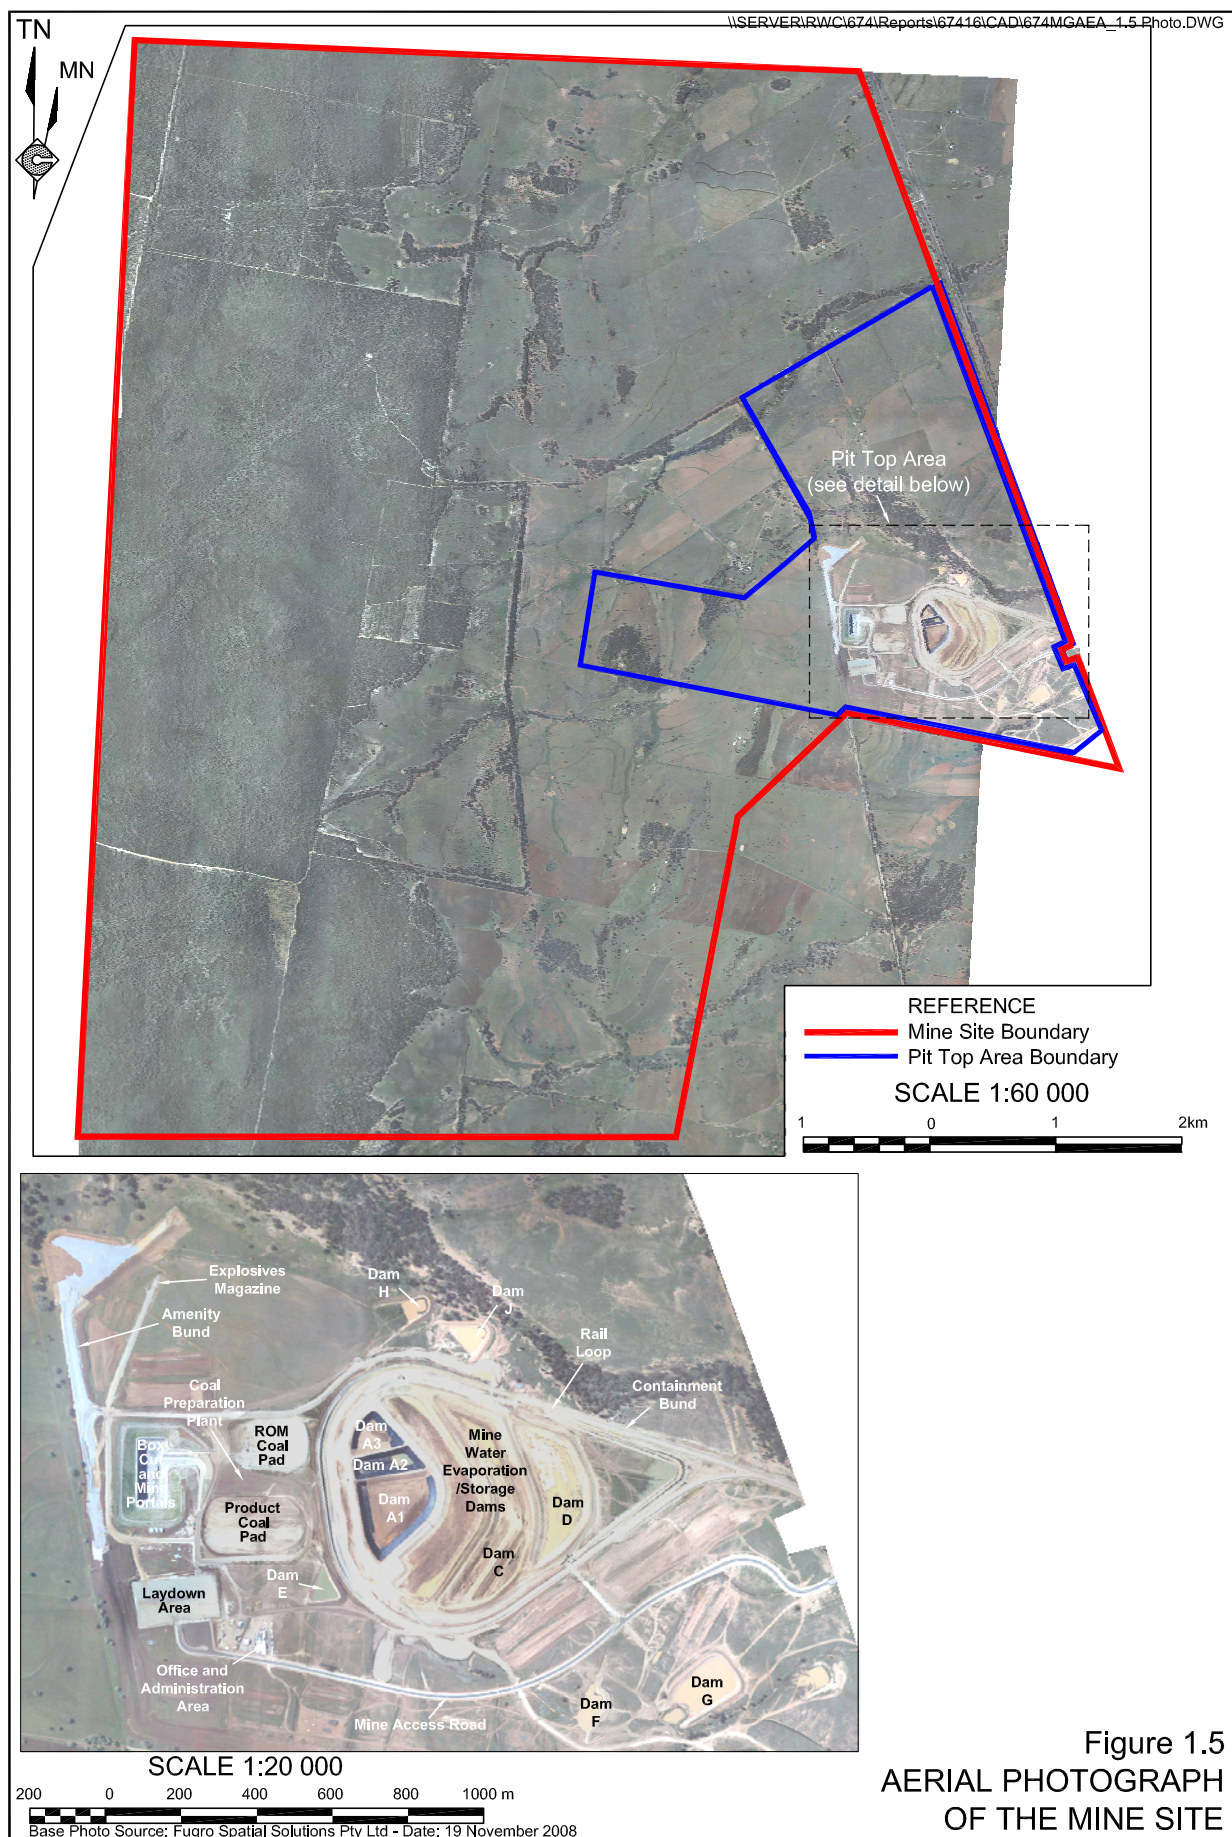 \\SERVER\RWC\674\Reports\67416\CAD\674MGAEA_1.5 Photo.DWG
TN
MN
Pit Top Area
(see detail below)
REFERENCE
Mine Site Boundary
Pit Top Area Boundary
SCALE 1:60 000
1 0 1 2km
Explosives
Magazine
Amenity
Bund
Dam
H
Dam
J
Rail
Loop
Containment
Bund
Coal
Preparation
Plant
ROM
Coal
Pad
Dam
A3
Dam A2
Dam
A1
Mine
Water
Evaporation
/Storage
Dams
Box
Cut
and
Mine
Portals
Product
Coal
Pad
Dam
D
Dam
C
Dam
E
Laydown
Area
Office and
Administration
Area
Mine Access Road
Dam
F
Dam
G
SCALE 1:20 000
200 0 200 400 600 800 1000 m
Base Photo Source: Fugro Spatial Solutions Pty Ltd - Date: 19 November 2008
Figure 1.5
AERIAL PHOTOGRAPH
OF THE MINE SITE